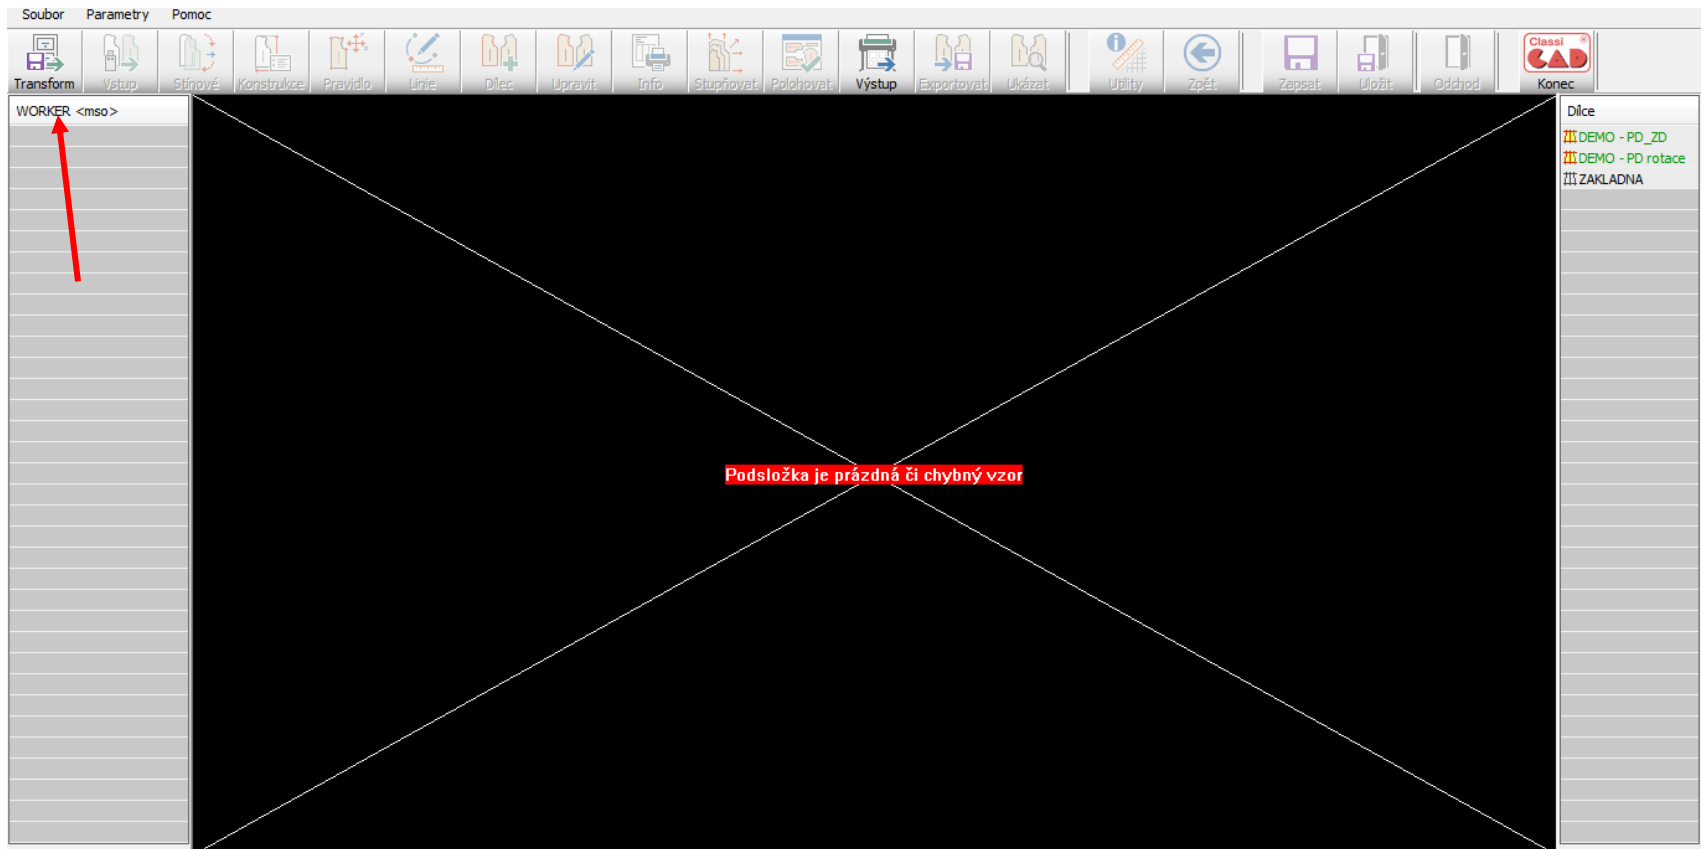 Soubor Parametry Pomoc
Transform Vstup Stínové Konstrukce Pravidlo Linie Dílec Upravit Info Stupňovat Polohovat Výstup Exportovat Ukázat Utility Zpět Zapsat Uložit Odchod Konec
Classi ® CAD
WORKER <mso>
Podsložka je prázdná či chybný vzor
Dílce
DEMO - PD_ZD
DEMO - PD rotace
ZAKLADNA